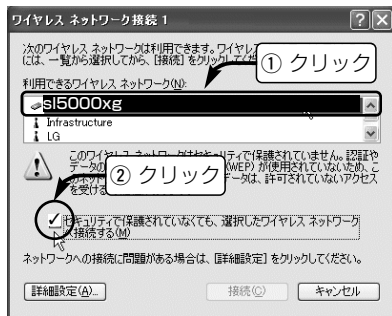 ワイヤレス ネットワーク接続 1
次のワイヤレス ネットワークは利用できます。ワイヤレス
には、一覧から選択してから、[接続] をクリックして
① クリック
利用できるワイヤレス ネットワーク(N):
sl5000xg
Infrastructure
LG
このワイヤレス ネットワークはセキュリティで保護されていません。認証や
データの (WEP) が使用されていないため、こ
のネット データは、許可されていないアクセス
を受ける
② クリック
セキュリティで保護されていなくても、選択したワイヤレス ネットワーク
に接続する(M)
ネットワークへの接続に問題がある場合は、[詳細設定] をクリックしてください。
詳細設定(A)... 接続(C) キャンセル